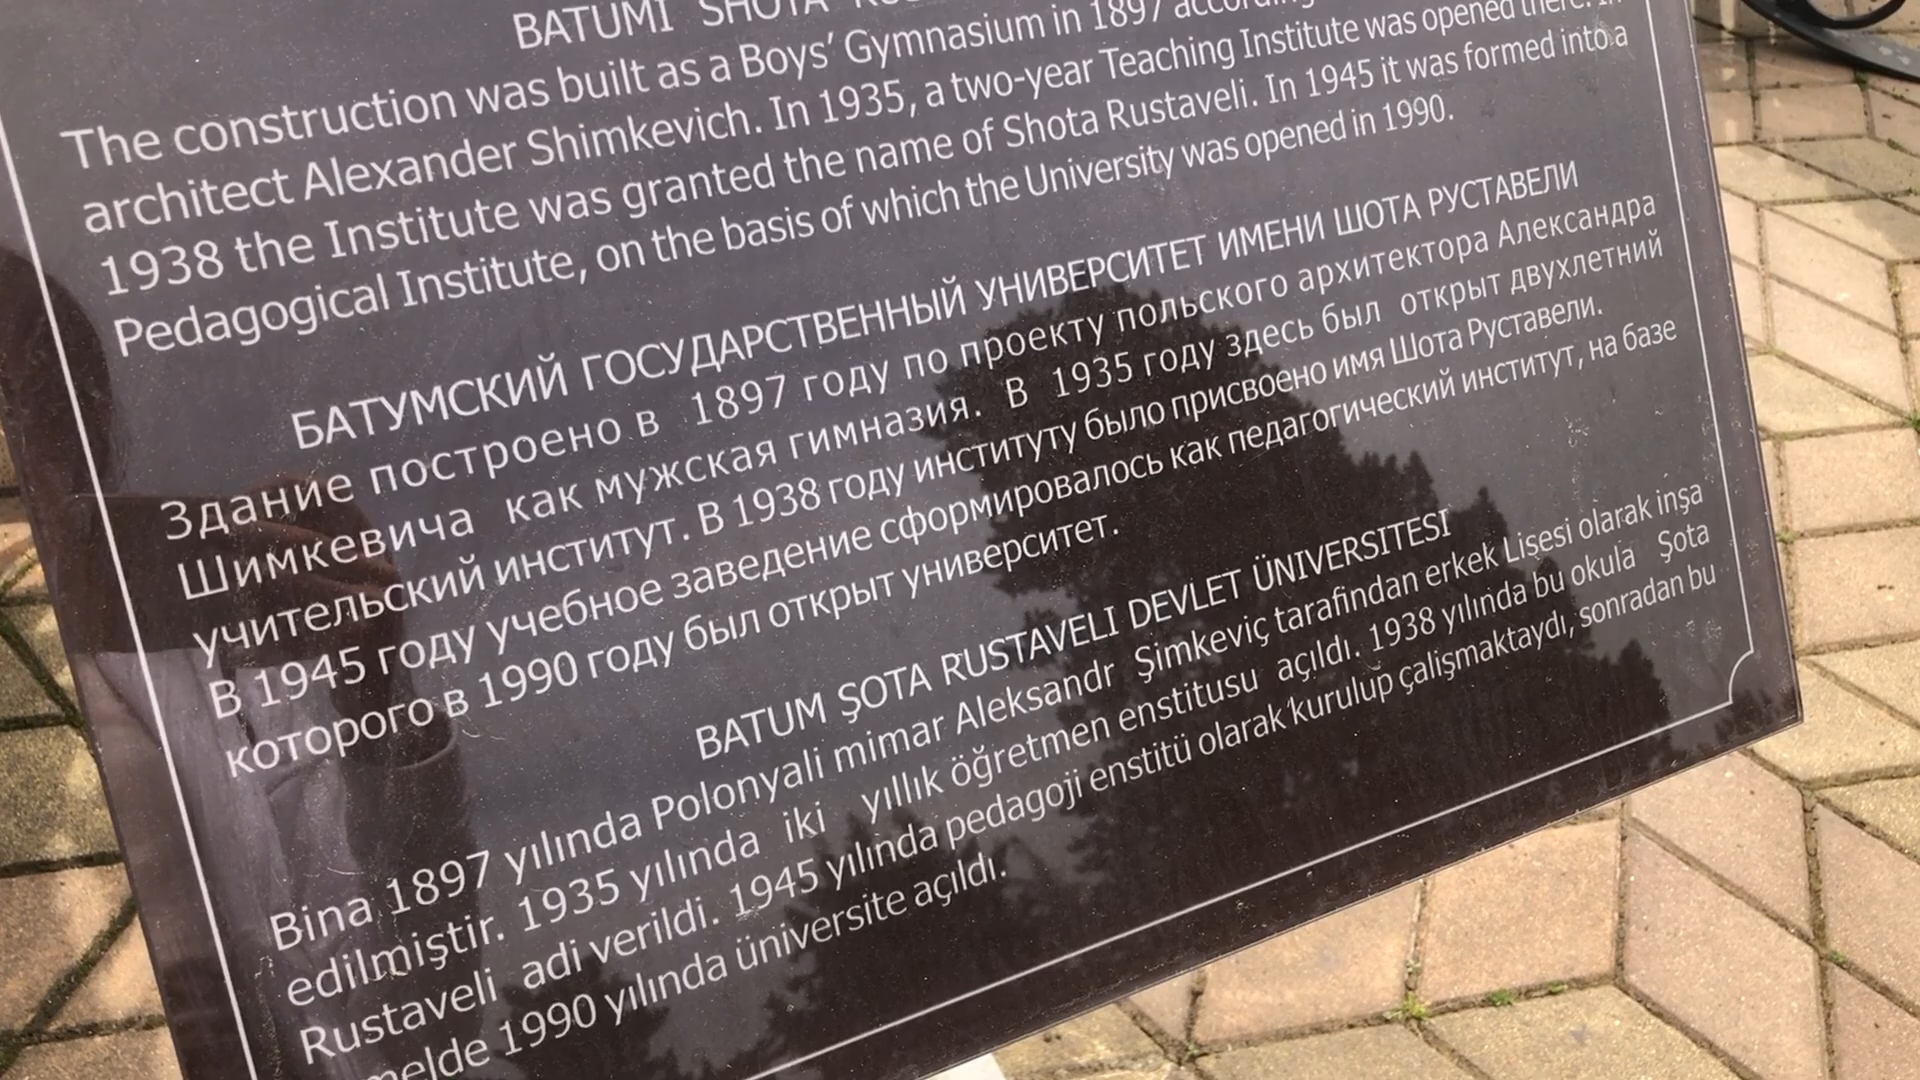 BATUMI SHOTA
The construction was built as a Boys’ Gymnasium in 1897
architect Alexander Shimkevich. In 1935, a two-year Teaching Institute was opened there. In
1938 the Institute was granted the name of Shota Rustaveli. In 1945 it was formed into a
Pedagogical Institute, on the basis of which the University was opened in 1990.
БАТУМСКИЙ ГОСУДАРСТВЕННЫЙ УНИВЕРСИТЕТ ИМЕНИ ШОТА РУСТАВЕЛИ
Здание построено в 1897 году по проекту польского архитектора Александра
Шимкевича как мужская гимназия. В 1935 году здесь был открыт двухлетний
учительский институт. В 1938 году институту было присвоено имя Шота Руставели.
В 1945 году учебное заведение сформировалось как педагогический институт, на базе
которого в 1990 году был открыт университет.
BATUM ŞOTA RUSTAVELI DEVLET ÜNIVERSITESI
Bina 1897 yılında Polonyali mimar Aleksandr Şimkeviç tarafindan erkek Lisesi olarak inşa
edilmiştir. 1935 yılında iki yıllık öğretmen enstitusu açıldı. 1938 yılında bu okula Şota
Rustaveli adi verildi. 1945 yılında pedagoji enstitü olarak kurulup çalişmaktaydı, sonradan bu
1990 yılında üniversite açıldı.